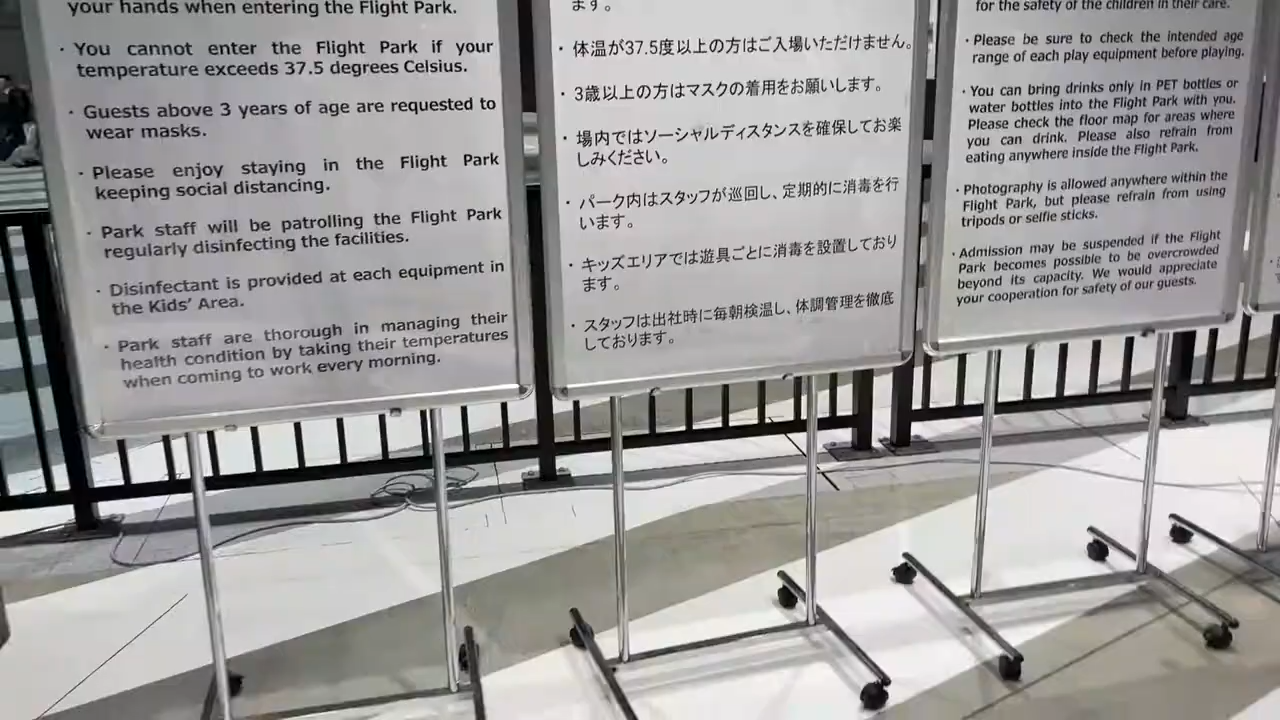 your hands when entering the Flight Park.
・You cannot enter the Flight Park if your
temperature exceeds 37.5 degrees Celsius.
・Guests above 3 years of age are requested to
wear masks.
・Please enjoy staying in the Flight Park
keeping social distancing.
・Park staff will be patrolling the Flight Park
regularly disinfecting the facilities.
・Disinfectant is provided at each equipment in
the Kids' Area.
・Park staff are thorough in managing their
health condition by taking their temperatures
when coming to work every morning.
ます。
・体温が37.5度以上の方はご入場いただけません。
・3歳以上の方はマスクの着用をお願いします。
・場内ではソーシャルディスタンスを確保してお楽
しみください。
・パーク内はスタッフが巡回し、定期的に消毒を行
います。
・キッズエリアでは遊具ごとに消毒を設置しており
ます。
・スタッフは出社時に毎朝検温し、体調管理を徹底
しております。
for the safety of the children in their care.
・Please be sure to check the intended age
range of each play equipment before playing.
・You can bring drinks only in PET bottles or
water bottles into the Flight Park with you.
Please check the floor map for areas where
you can drink. Please also refrain from
eating anywhere inside the Flight Park.
・Photography is allowed anywhere within the
Flight Park, but please refrain from using
tripods or selfie sticks.
・Admission may be suspended if the Flight
Park becomes possible to be overcrowded
beyond its capacity. We would appreciate
your cooperation for safety of our guests.